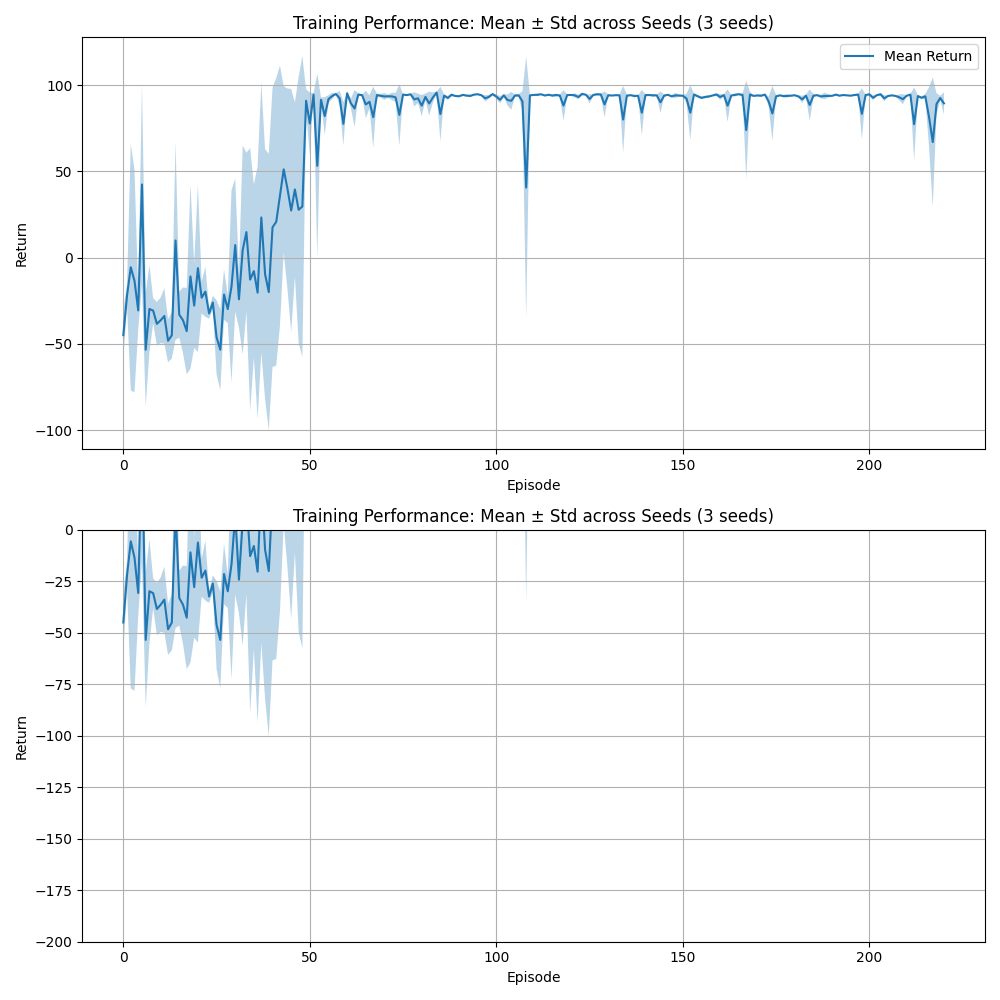 Training Performance: Mean ± Std across Seeds (3 seeds)
Mean Return
Return
100
50
0
−50
−100
0 50 100 150 200
Episode
Training Performance: Mean ± Std across Seeds (3 seeds)
Return
0
−25
−50
−75
−100
−125
−150
−175
−200
0 50 100 150 200
Episode